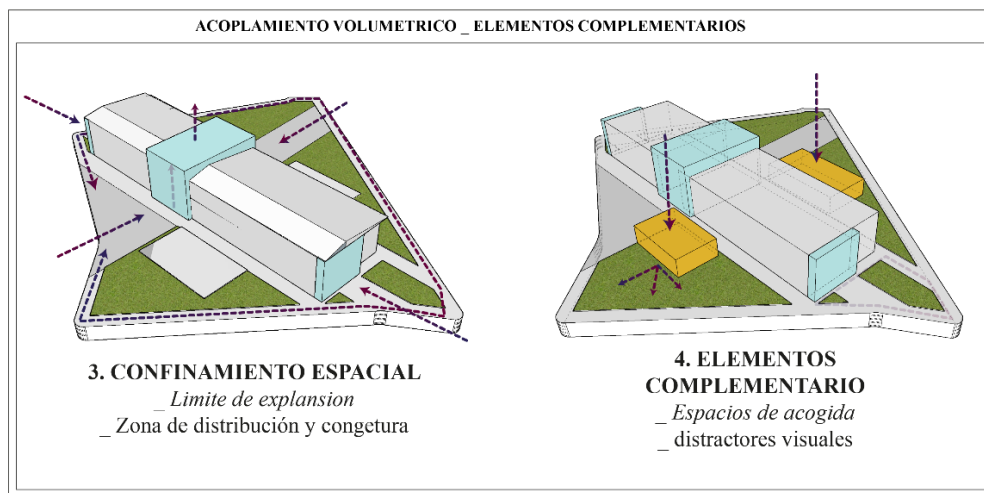 ACOPLAMIENTO VOLUMETRICO _ ELEMENTOS COMPLEMENTARIOS
3. CONFINAMIENTO ESPACIAL
_ Limite de explansion
_ Zona de distribución y congetura
4. ELEMENTOS
COMPLEMENTARIO
_ Espacios de acogida
_ distractores visuales